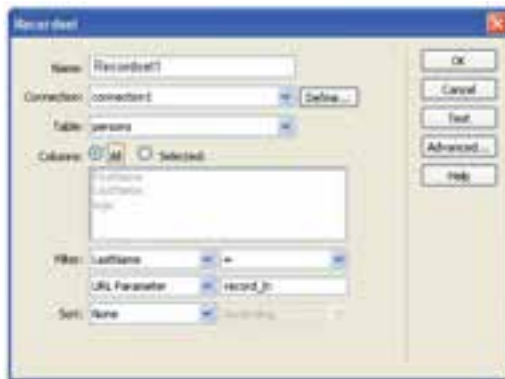 Recordset
Name: Recordset1
OK
Connection: connection1 Define...
Cancel
Table: persons
Test
Columns: All Selected:
Advanced...
Help
FirstName
LastName
Age
Filter: LastName =
URL Parameter record_ln
Sort: None Ascending